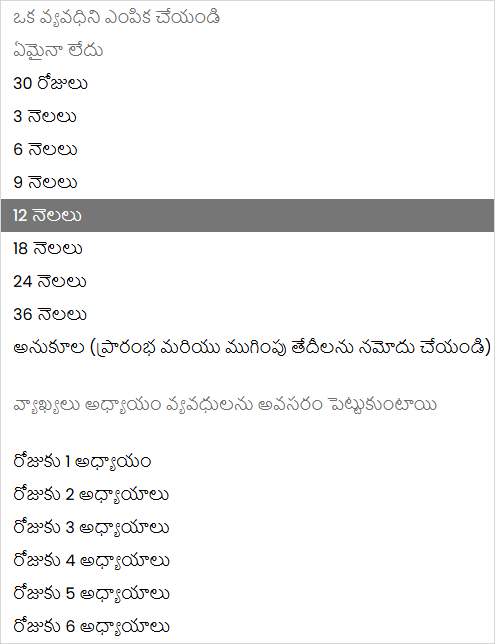 ఒక వ్యవధిని ఎంపిక చేయండి
ఏమైనా లేదు
30 రోజులు
3 నెలలు
6 నెలలు
9 నెలలు
12 నెలలు
18 నెలలు
24 నెలలు
36 నెలలు
అనుకూల (ప్రారంభ మరియు ముగింపు తేదీలను నమోదు చేయండి)
వ్యాఖ్యలు అధ్యాయం వ్యవధులను అవసరం పెట్టుకుంటాయి
రోజుకు 1 అధ్యాయం
రోజుకు 2 అధ్యాయాలు
రోజుకు 3 అధ్యాయాలు
రోజుకు 4 అధ్యాయాలు
రోజుకు 5 అధ్యాయాలు
రోజుకు 6 అధ్యాయాలు